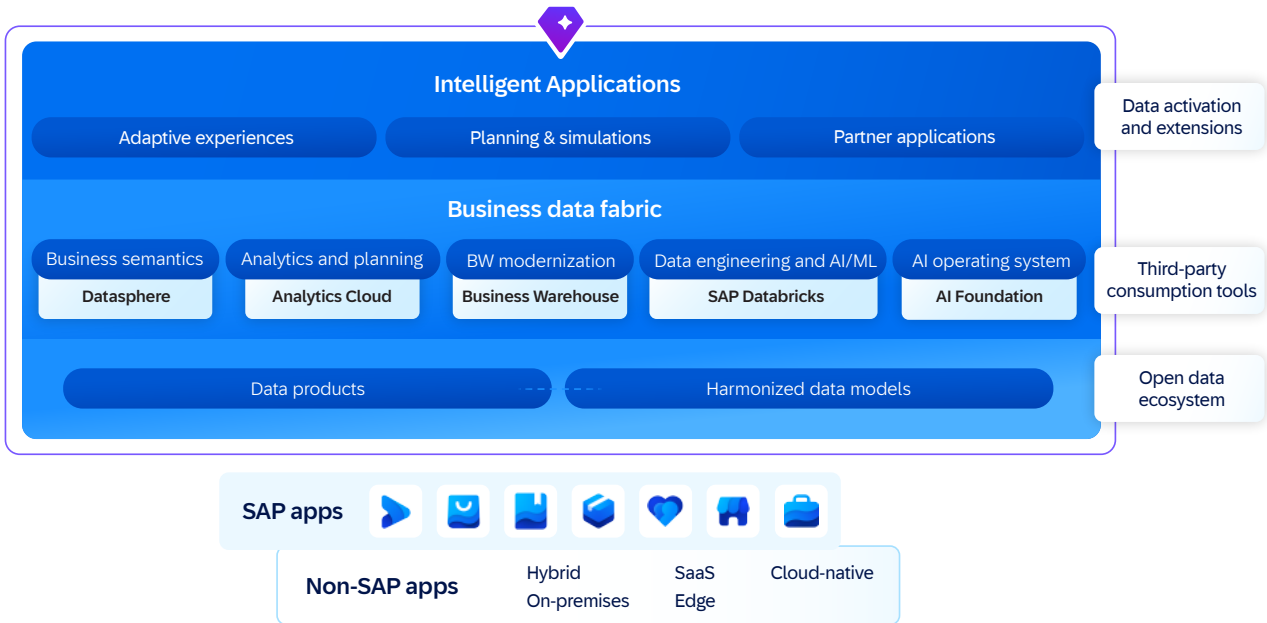 Intelligent Applications
Adaptive experiences
Planning & simulations
Partner applications
Data activation
and extensions
Business data fabric
Business semantics
Datasphere
Analytics and planning
Analytics Cloud
BW modernization
Business Warehouse
Data engineering and AI/ML
SAP Databricks
AI operating system
AI Foundation
Third-party
consumption tools
Data products
Harmonized data models
Open data
ecosystem
SAP apps
Non-SAP apps
Hybrid
On-premises
SaaS
Edge
Cloud-native